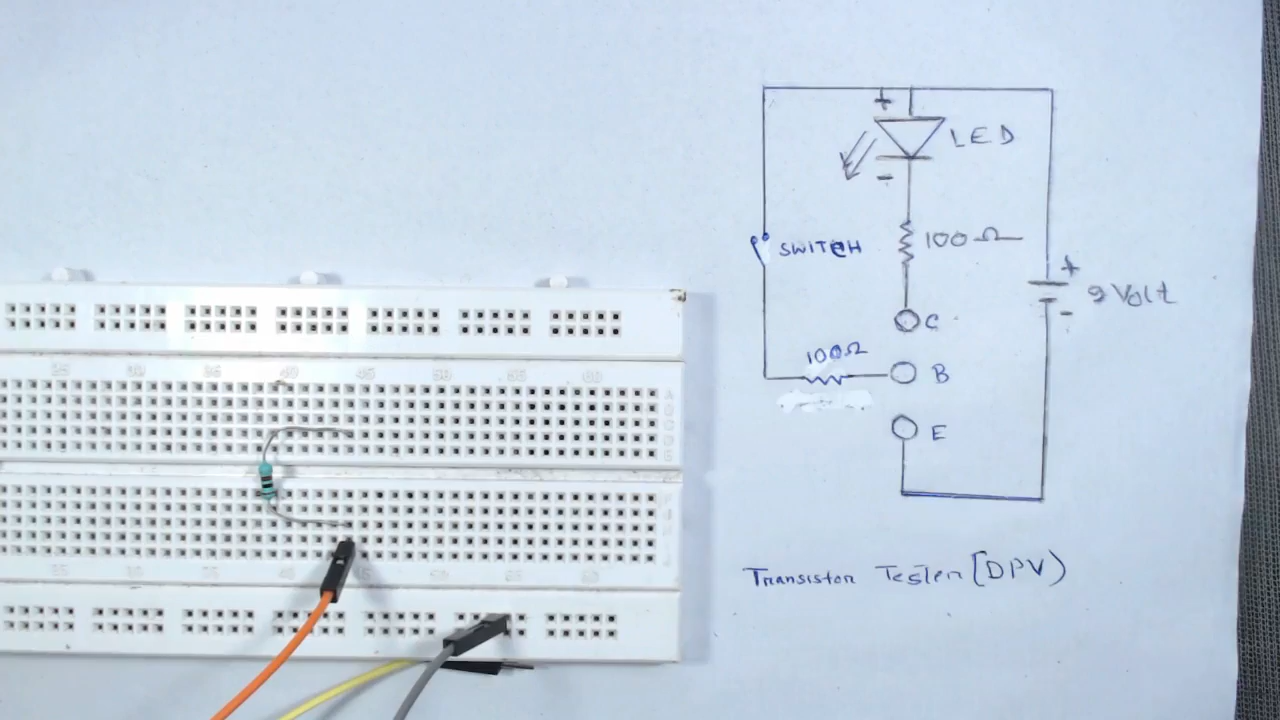 +
LED
-
SWITCH
100 Ω
+
9 Volt
-
C
100Ω
B
E
Transistor Tester [DPV)